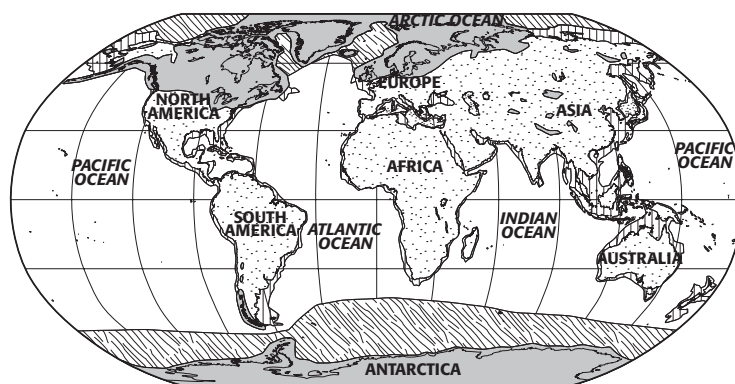 ARCTIC OCEAN
EUROPE
NORTH
AMERICA
ASIA
PACIFIC
OCEAN
AFRICA
PACIFIC
OCEAN
SOUTH
AMERICA
ATLANTIC
OCEAN
INDIAN
OCEAN
AUSTRALIA
ANTARCTICA